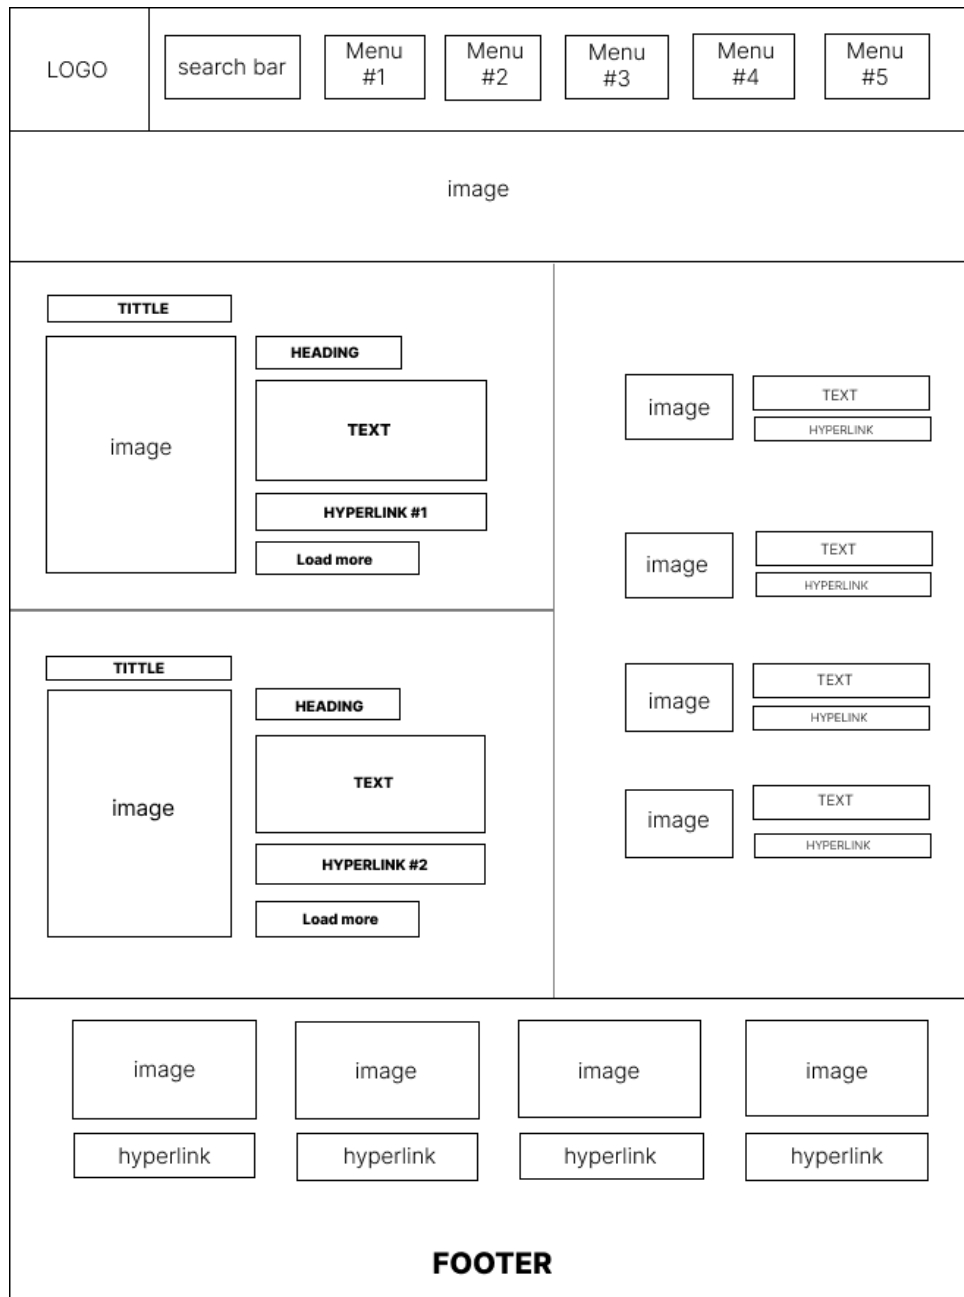 LOGO
search bar
Menu
#1
Menu
#2
Menu
#3
Menu
#4
Menu
#5
image
TITTLE
image
HEADING
TEXT
HYPERLINK #1
Load more
TITTLE
image
HEADING
TEXT
HYPERLINK #2
Load more
image
TEXT
HYPERLINK
image
TEXT
HYPERLINK
image
TEXT
HYPELINK
image
TEXT
HYPERLINK
image
image
image
image
hyperlink
hyperlink
hyperlink
hyperlink
FOOTER